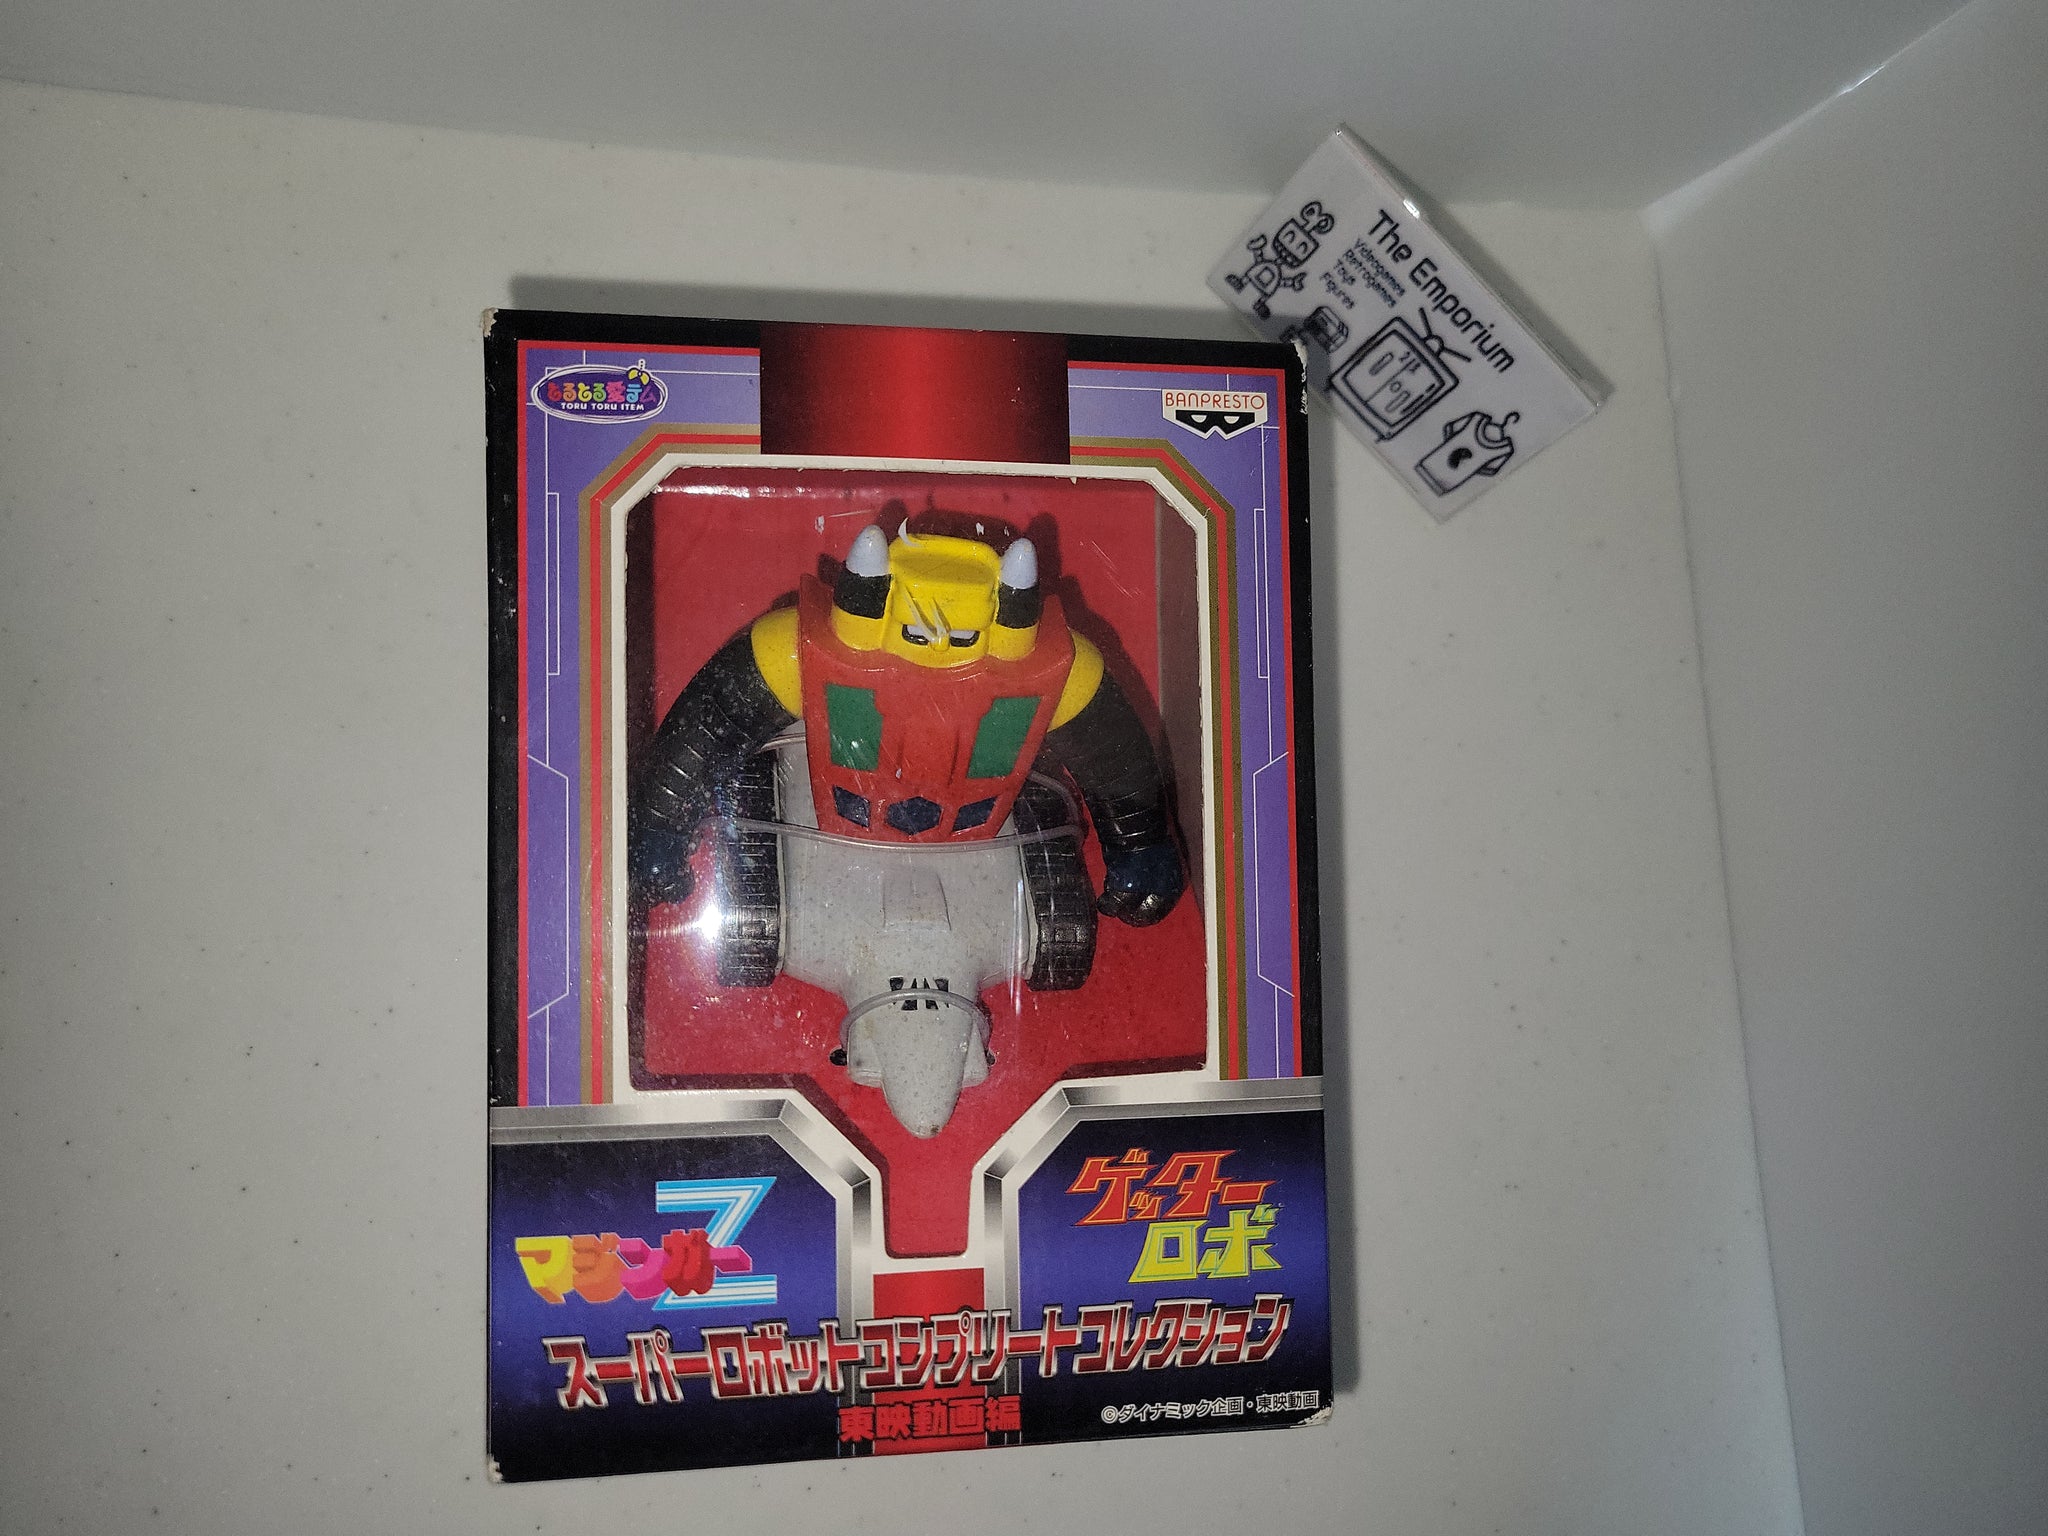 The Emporium
Videogames
Retrogames
Toys
Figures
とるとる愛テム
TORU TORU ITEM
BANPRESTO
マジンガーZ
ゲッター
ロボ
スーパーロボットコンプリートコレクション
東映動画編
©ダイナミック企画・東映動画